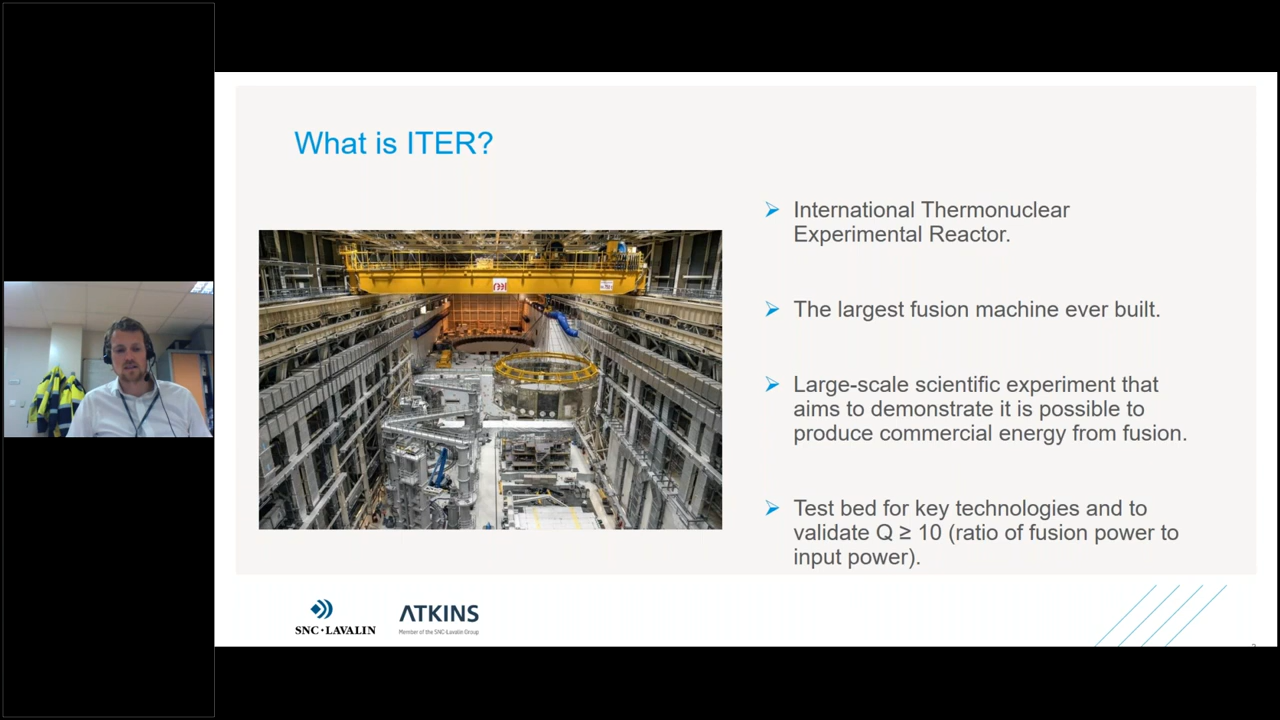 What is ITER?
International Thermonuclear
Experimental Reactor.
The largest fusion machine ever built.
Large-scale scientific experiment that
aims to demonstrate it is possible to
produce commercial energy from fusion.
Test bed for key technologies and to
validate Q ≥ 10 (ratio of fusion power to
input power).
SNC·LAVALIN
ATKINS
Member of the SNC-Lavalin Group